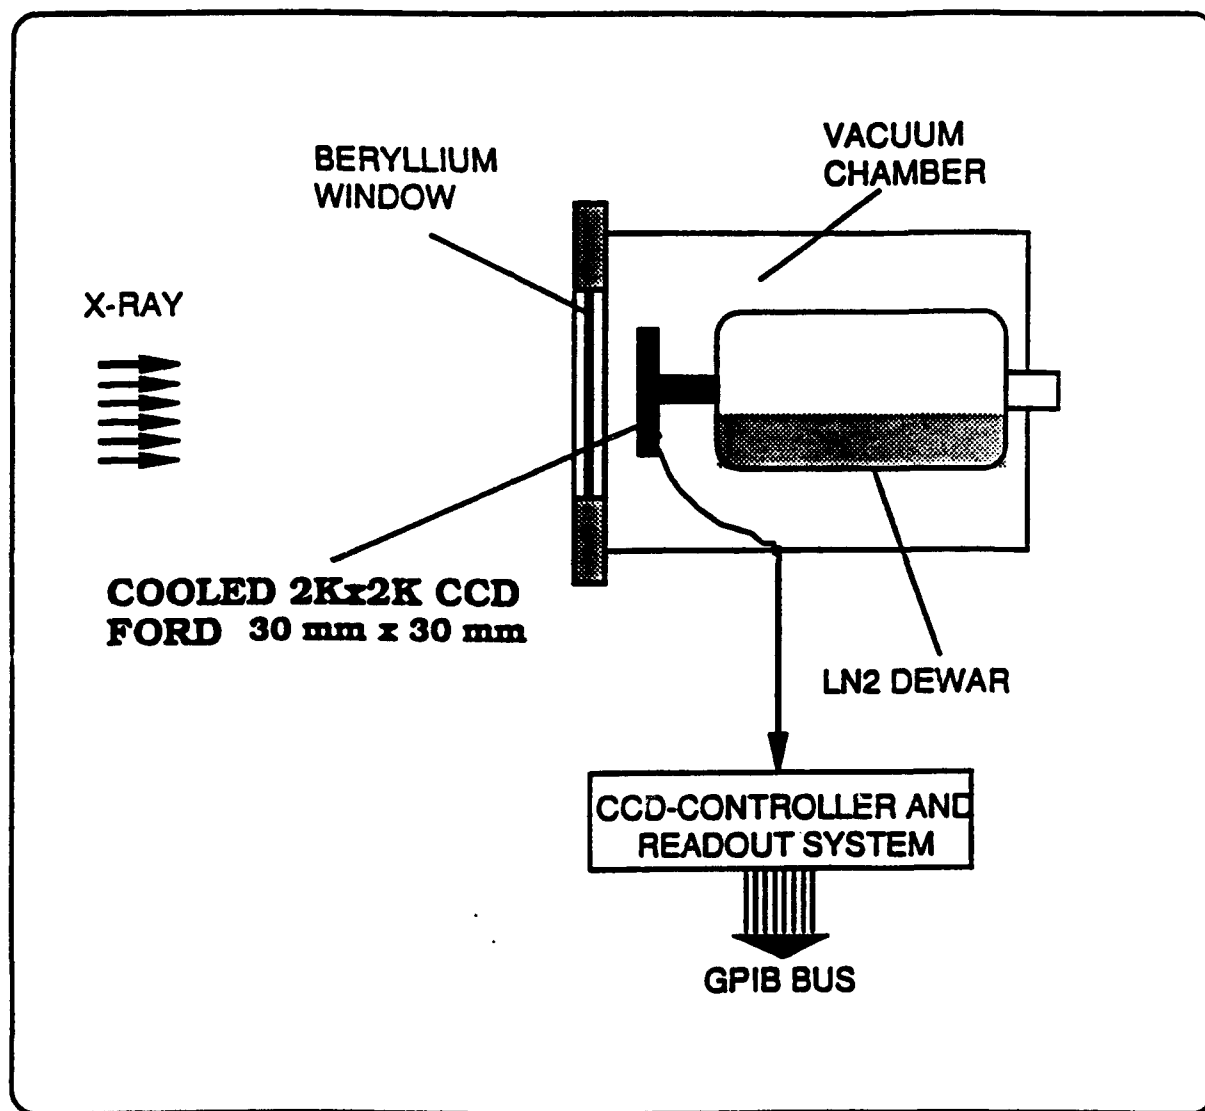 BERYLLIUM
WINDOW
VACUUM
CHAMBER
X-RAY
COOLED 2Kx2K CCD
FORD 30 mm x 30 mm
LN2 DEWAR
CCD-CONTROLLER AND
READOUT SYSTEM
GPIB BUS